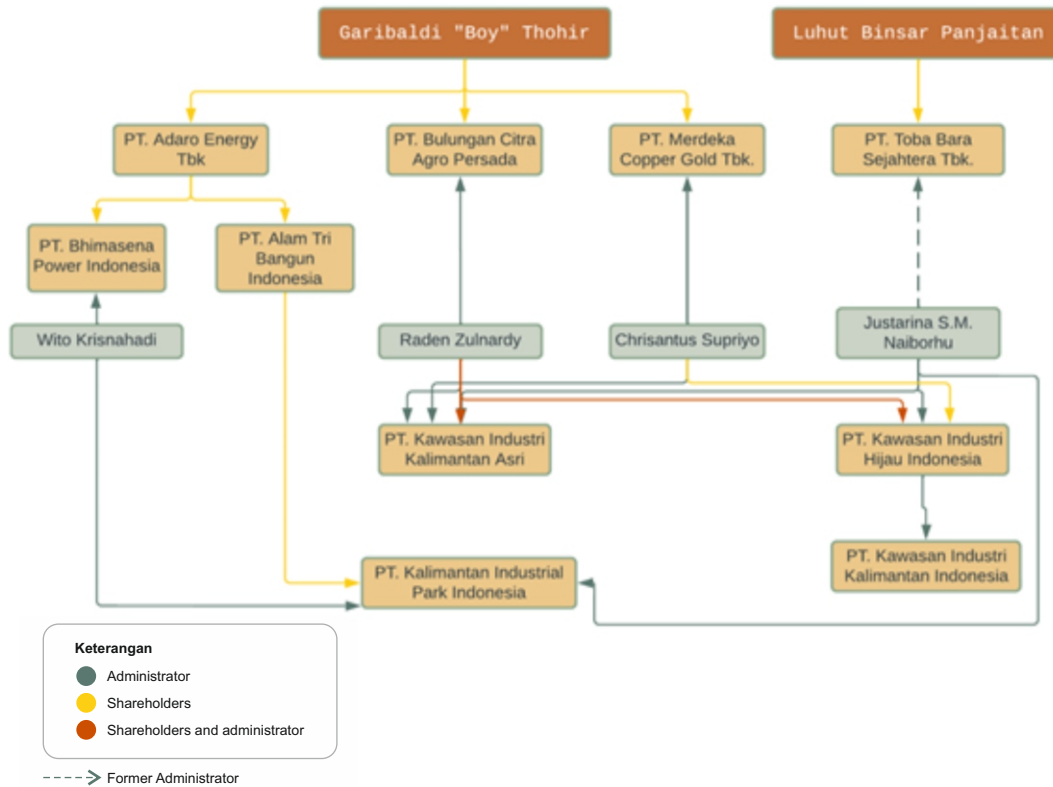 Garibaldi "Boy" Thohir
Luhut Binsar Panjaitan
PT. Adaro Energy
Tbk
PT. Bulungan Citra
Agro Persada
PT. Merdeka
Copper Gold Tbk.
PT. Toba Bara
Sejahtera Tbk.
PT. Bhimasena
Power Indonesia
PT. Alam Tri
Bangun
Indonesia
Wito Krisnahadi
Raden Zulnardy
Chrisantus Supriyo
Justarina S.M.
Naiborhu
PT. Kawasan Industri
Kalimantan Asri
PT. Kawasan Industri
Hijau Indonesia
PT. Kalimantan Industrial
Park Indonesia
PT. Kawasan Industri
Kalimantan Indonesia
Keterangan
Administrator
Shareholders
Shareholders and administrator
Former Administrator